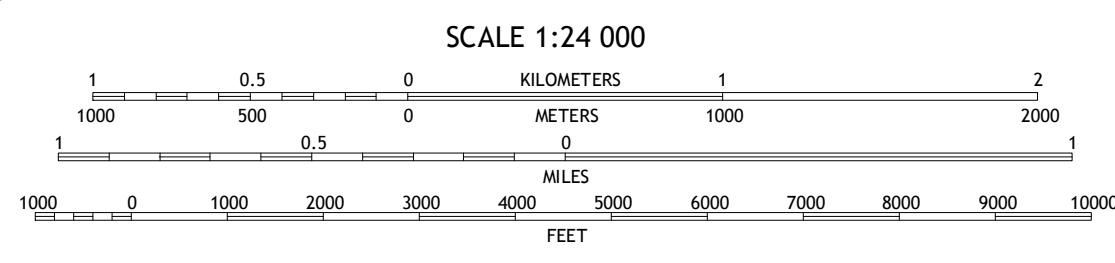 SCALE 1:24 000
1 0.5 0 KILOMETERS 1 2
1000 500 0 METERS 1000 2000
1 0.5 0 1
MILES
1000 0 1000 2000 3000 4000 5000 6000 7000 8000 9000 10000
FEET